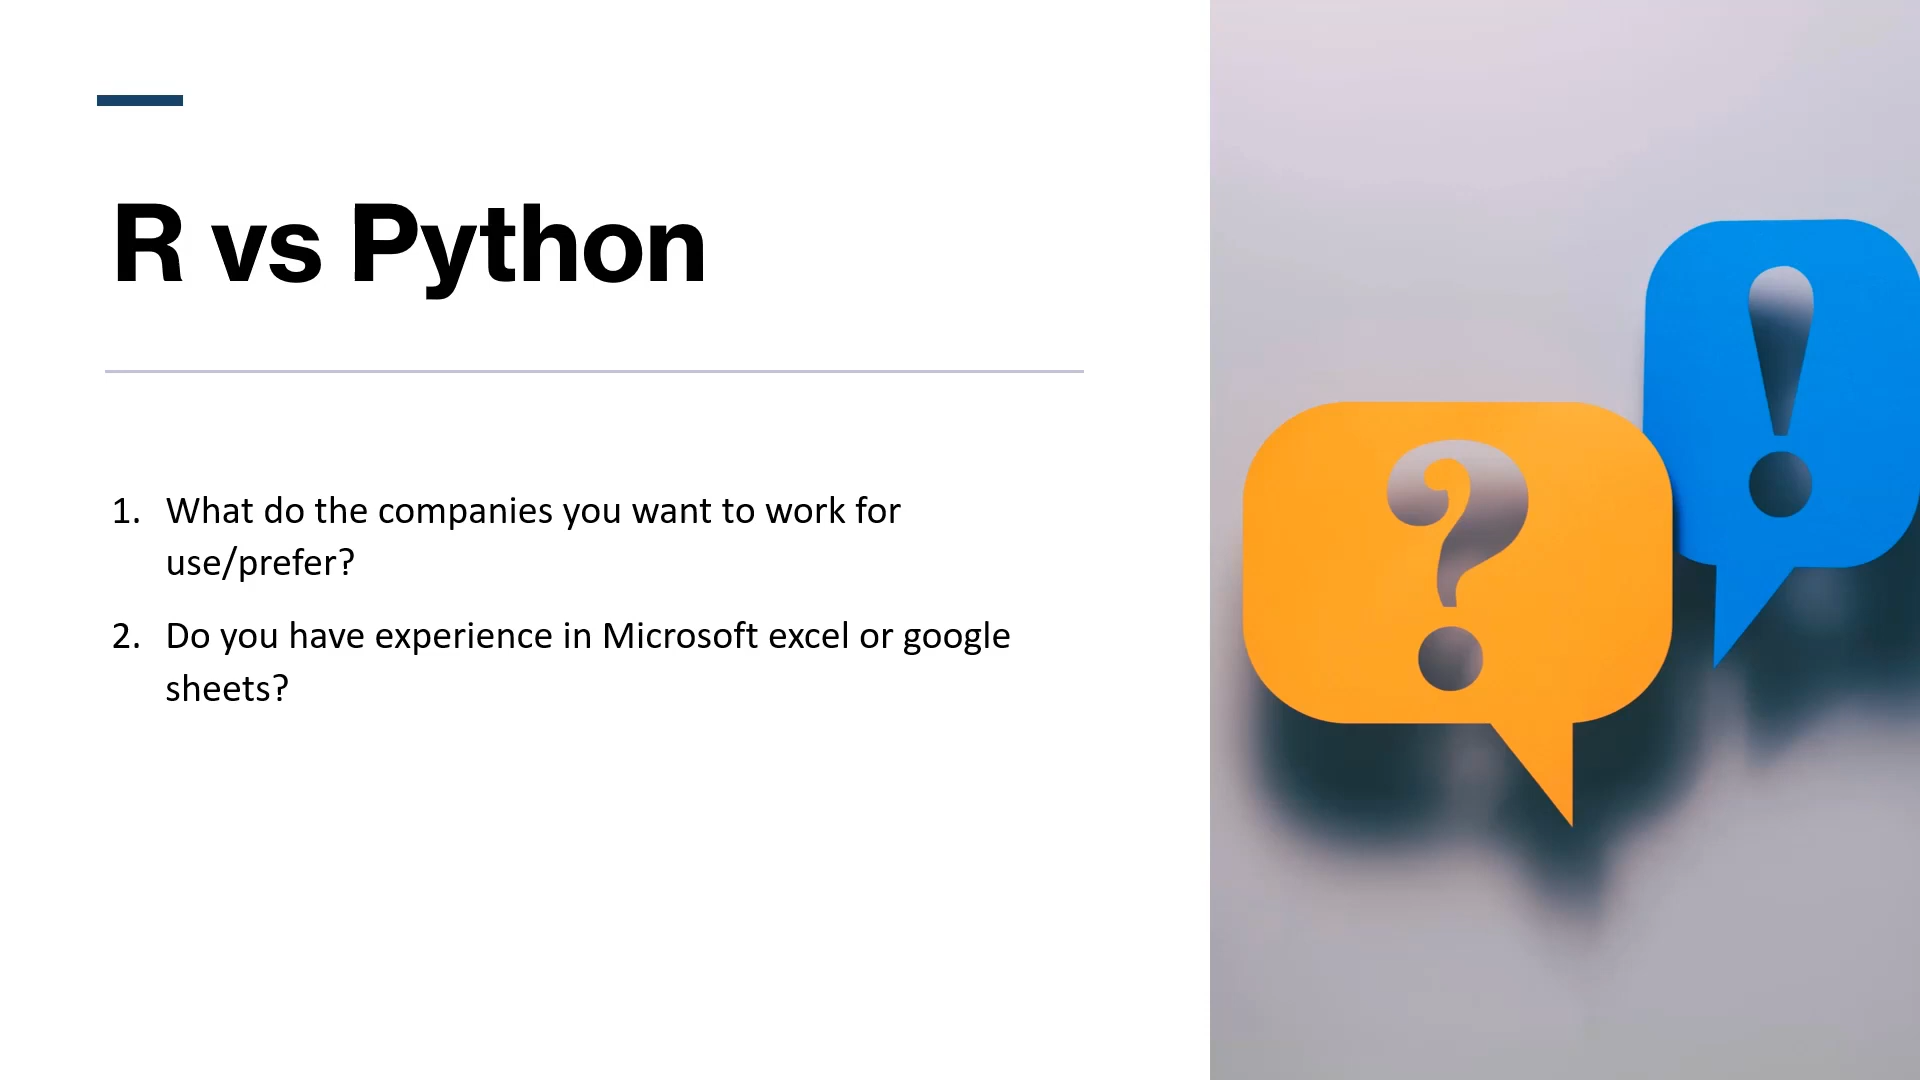 R vs Python
1. What do the companies you want to work for
use/prefer?
2. Do you have experience in Microsoft excel or google
sheets?
?
!